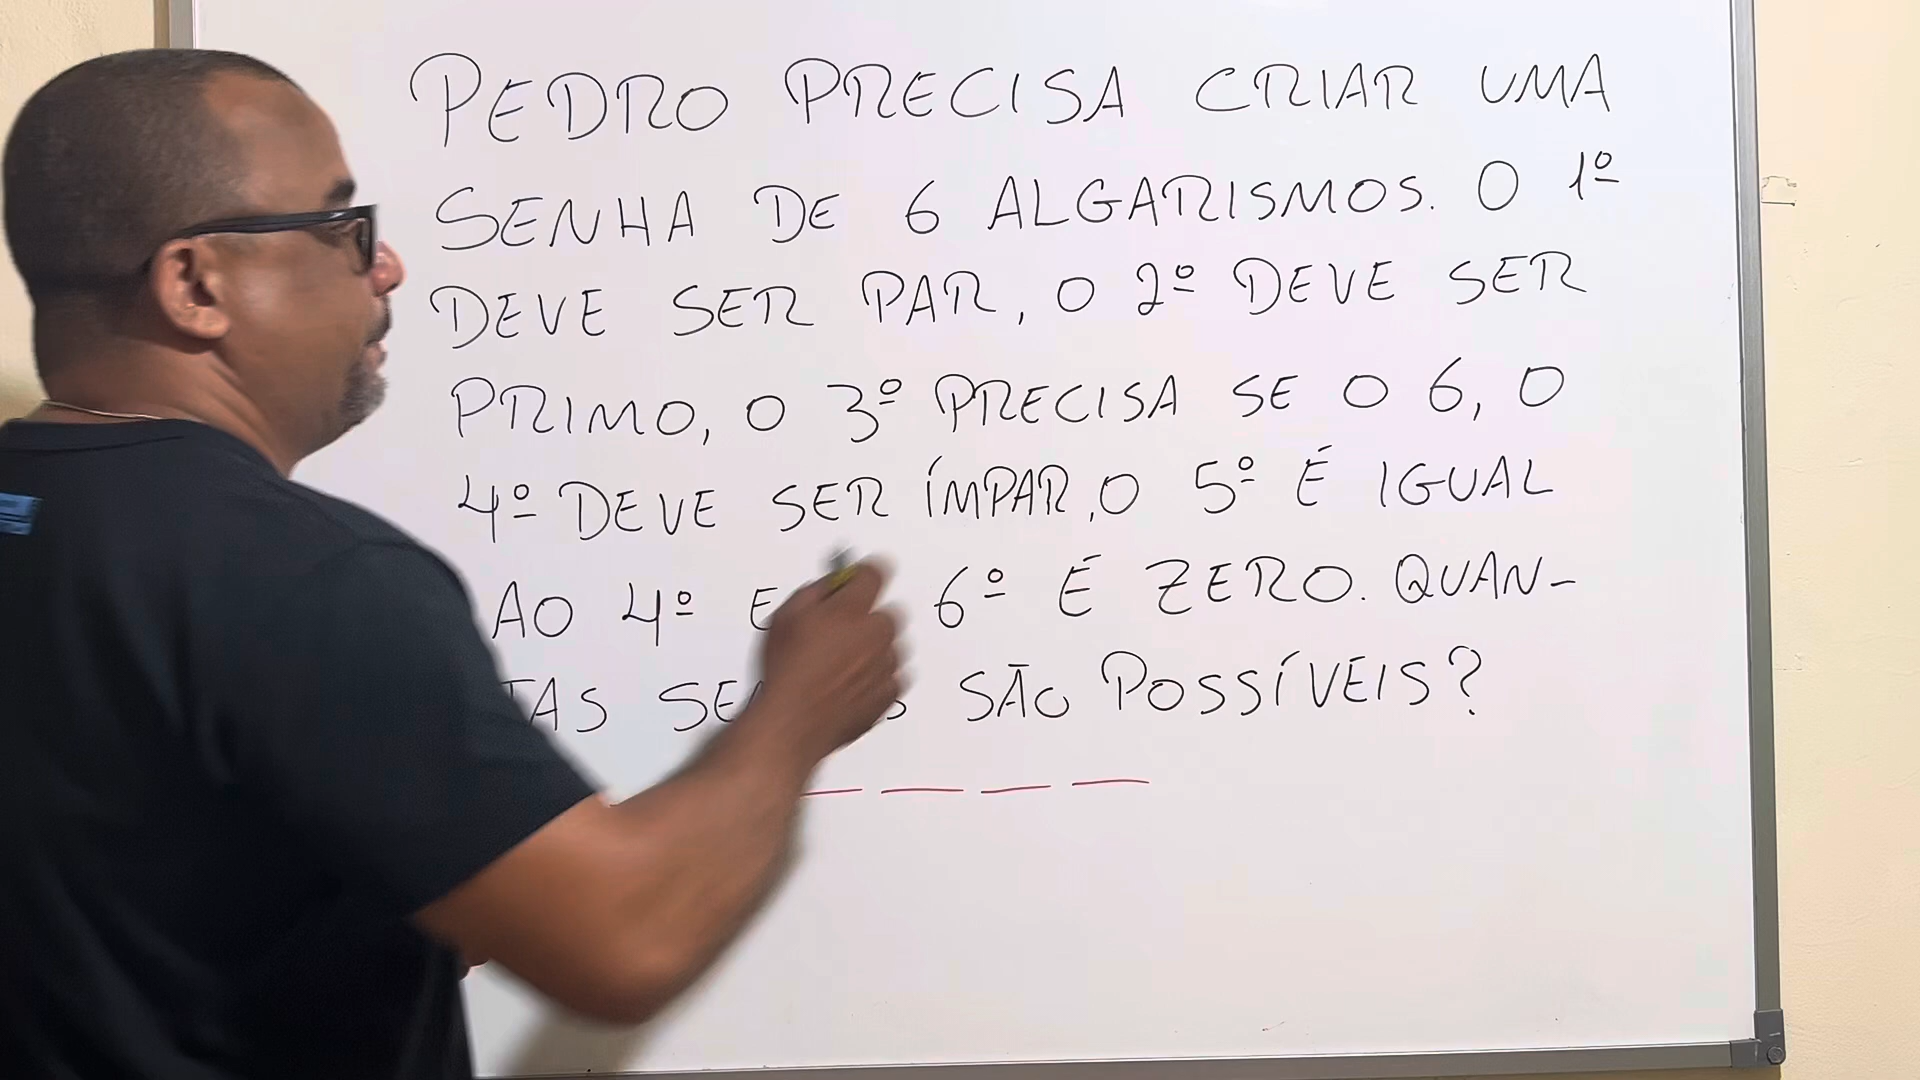 PEDRO PRECISA CRIAR UMA
SENHA DE 6 ALGARISMOS. O 1º
DEVE SER PAR, O 2º DEVE SER
PRIMO, O 3º PRECISA SE O 6, O
4º DEVE SER ÍMPAR, O 5º É IGUAL
AO 4º E 6º É ZERO. QUAN-
TAS SÃO POSSÍVEIS?